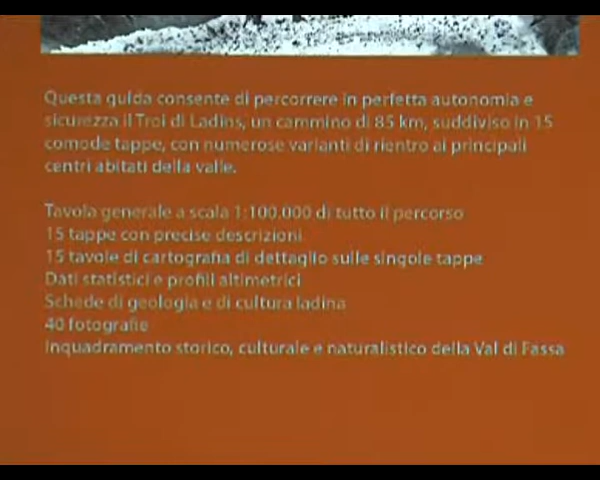 Questa guida consente di percorrere in perfetta autonomia e
sicurezza il Troi di Ladins, un cammino di 85 km, suddiviso in 15
comode tappe, con numerose varianti di rientro ai principali
centri abitati della valle.
Tavola generale a scala 1:100.000 di tutto il percorso
15 tappe con precise descrizioni
15 tavole di cartografia di dettaglio sulle singole tappe
Dati statistici e profili altimetrici
Schede di geologia e di cultura ladina
40 fotografie
Inquadramento storico, culturale e naturalistico della Val di Fassa